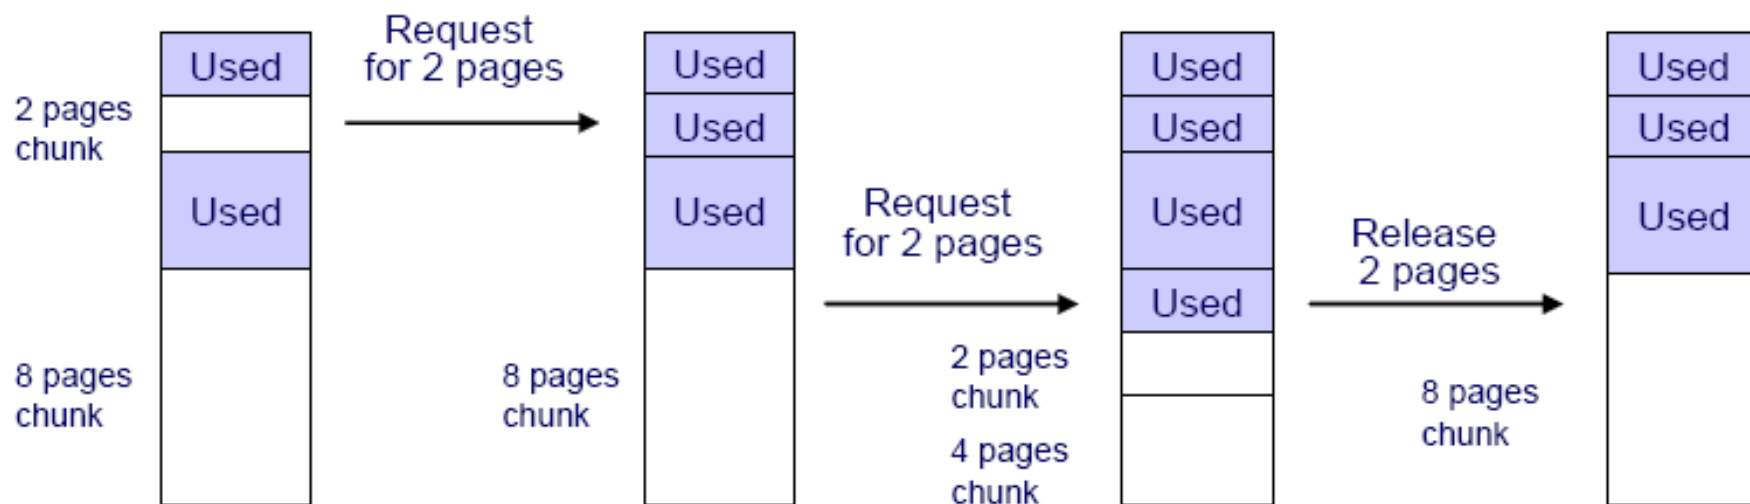 Used
2 pages
chunk
Used
8 pages
chunk
Request
for 2 pages
Used
Used
Used
8 pages
chunk
Request
for 2 pages
Used
Used
Used
Used
2 pages
chunk
4 pages
chunk
Release
2 pages
Used
Used
Used
8 pages
chunk